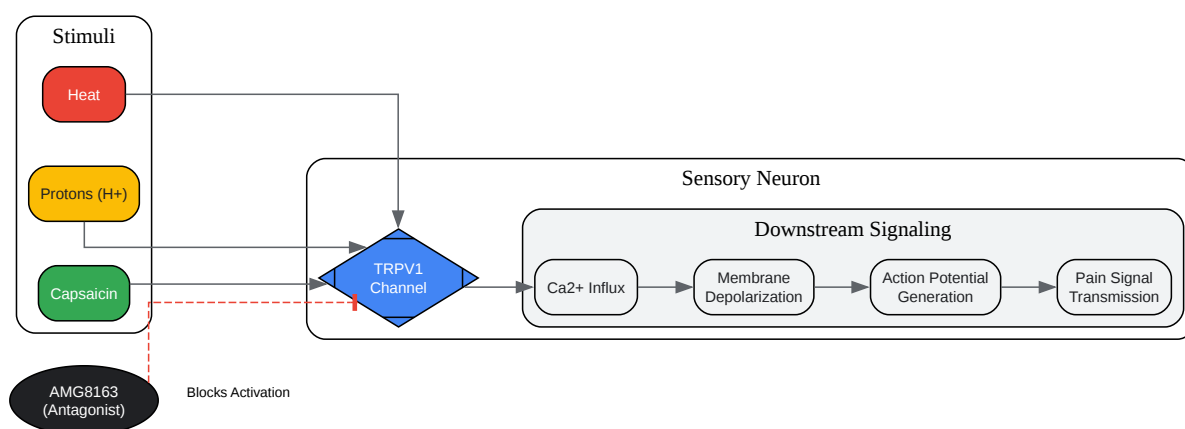 Stimuli
Heat
Protons (H+)
Capsaicin
AMG8163
(Antagonist)
Blocks Activation
Sensory Neuron
TRPV1
Channel
Downstream Signaling
Ca2+ Influx
Membrane
Depolarization
Action Potential
Generation
Pain Signal
Transmission